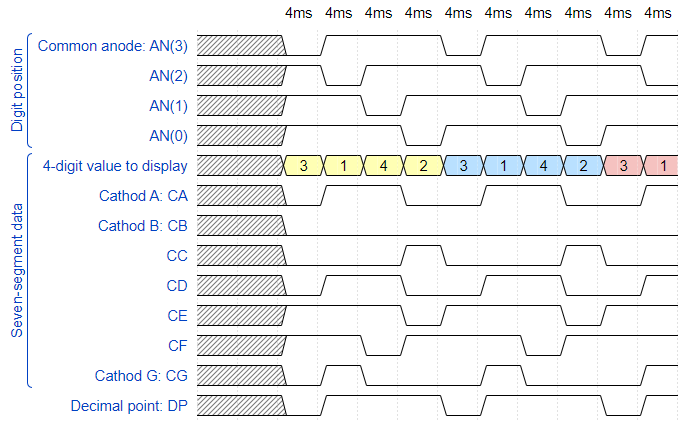 4ms 4ms 4ms 4ms 4ms 4ms 4ms 4ms 4ms 4ms
Digit position
Common anode: AN(3)
AN(2)
AN(1)
AN(0)
Seven-segment data
4-digit value to display 3 1 4 2 3 1 4 2 3 1
Cathod A: CA
Cathod B: CB
CC
CD
CE
CF
Cathod G: CG
Decimal point: DP